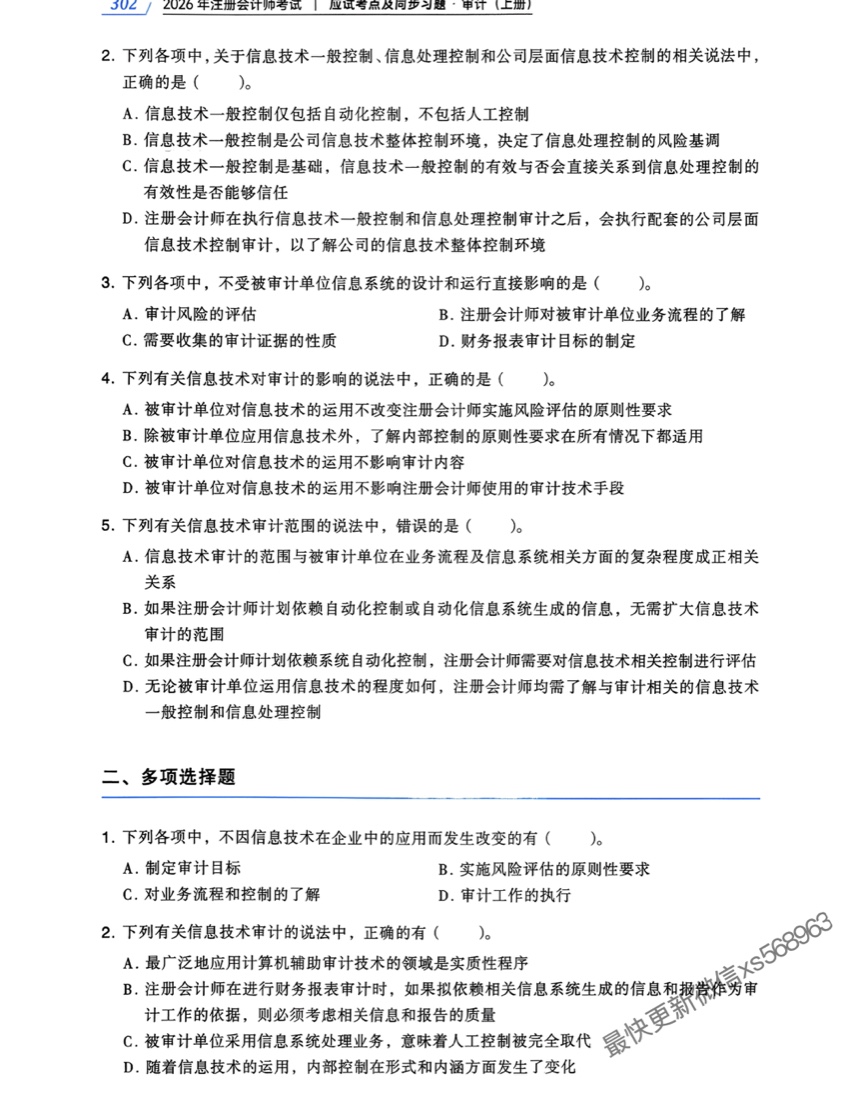 302 / 2026年注册会计师考试 | 应试考点及同步习题·审计（上册）
2. 下列各项中，关于信息技术一般控制、信息处理控制和公司层面信息技术控制的相关说法中，
正确的是（  ）。
A. 信息技术一般控制仅包括自动化控制，不包括人工控制
B. 信息技术一般控制是公司信息技术整体控制环境，决定了信息处理控制的风险基调
C. 信息技术一般控制是基础，信息技术一般控制的有效与否会直接关系到信息处理控制的
有效性是否能够信任
D. 注册会计师在执行信息技术一般控制和信息处理控制审计之后，会执行配套的公司层面
信息技术控制审计，以了解公司的信息技术整体控制环境
3. 下列各项中，不受被审计单位信息系统的设计和运行直接影响的是（  ）。
A. 审计风险的评估 B. 注册会计师对被审计单位业务流程的了解
C. 需要收集的审计证据的性质 D. 财务报表审计目标的制定
4. 下列有关信息技术对审计的影响的说法中，正确的是（  ）。
A. 被审计单位对信息技术的运用不改变注册会计师实施风险评估的原则性要求
B. 除被审计单位应用信息技术外，了解内部控制的原则性要求在所有情况下都适用
C. 被审计单位对信息技术的运用不影响审计内容
D. 被审计单位对信息技术的运用不影响注册会计师使用的审计技术手段
5. 下列有关信息技术审计范围的说法中，错误的是（  ）。
A. 信息技术审计的范围与被审计单位在业务流程及信息系统相关方面的复杂程度成正相关
关系
B. 如果注册会计师计划依赖自动化控制或自动化信息系统生成的信息，无需扩大信息技术
审计的范围
C. 如果注册会计师计划依赖系统自动化控制，注册会计师需要对信息技术相关控制进行评估
D. 无论被审计单位运用信息技术的程度如何，注册会计师均需了解与审计相关的信息技术
一般控制和信息处理控制
二、多项选择题
1. 下列各项中，不因信息技术在企业中的应用而发生改变的有（  ）。
A. 制定审计目标 B. 实施风险评估的原则性要求
C. 对业务流程和控制的了解 D. 审计工作的执行
2. 下列有关信息技术审计的说法中，正确的有（  ）。
A. 最广泛地应用计算机辅助审计技术的领域是实质性程序
B. 注册会计师在进行财务报表审计时，如果拟依赖相关信息系统生成的信息和报告作为审
计工作的依据，则必须考虑相关信息和报告的质量
C. 被审计单位采用信息系统处理业务，意味着人工控制被完全取代
D. 随着信息技术的运用，内部控制在形式和内涵方面发生了变化
最快更新微信xs568963